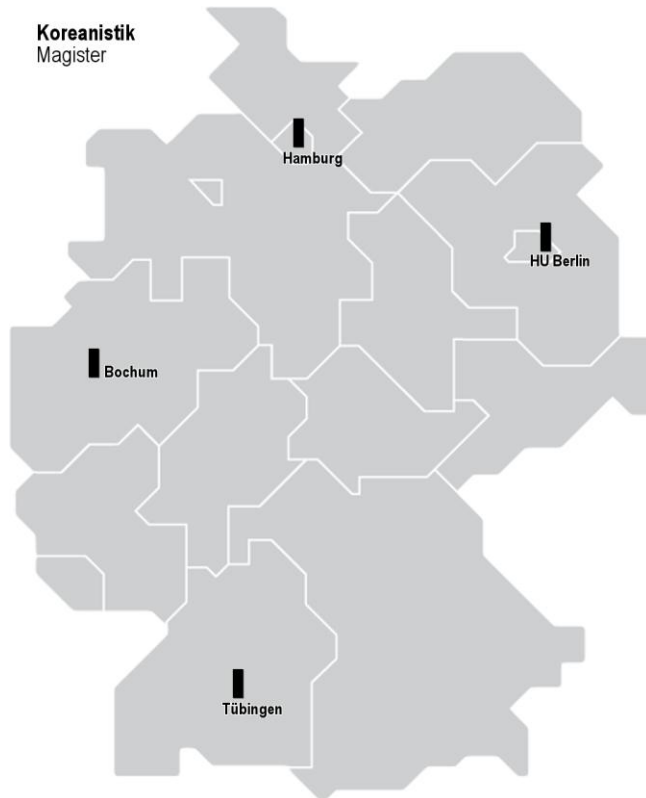 Koreanistik
Magister
Hamburg
HU Berlin
Bochum
Tübingen